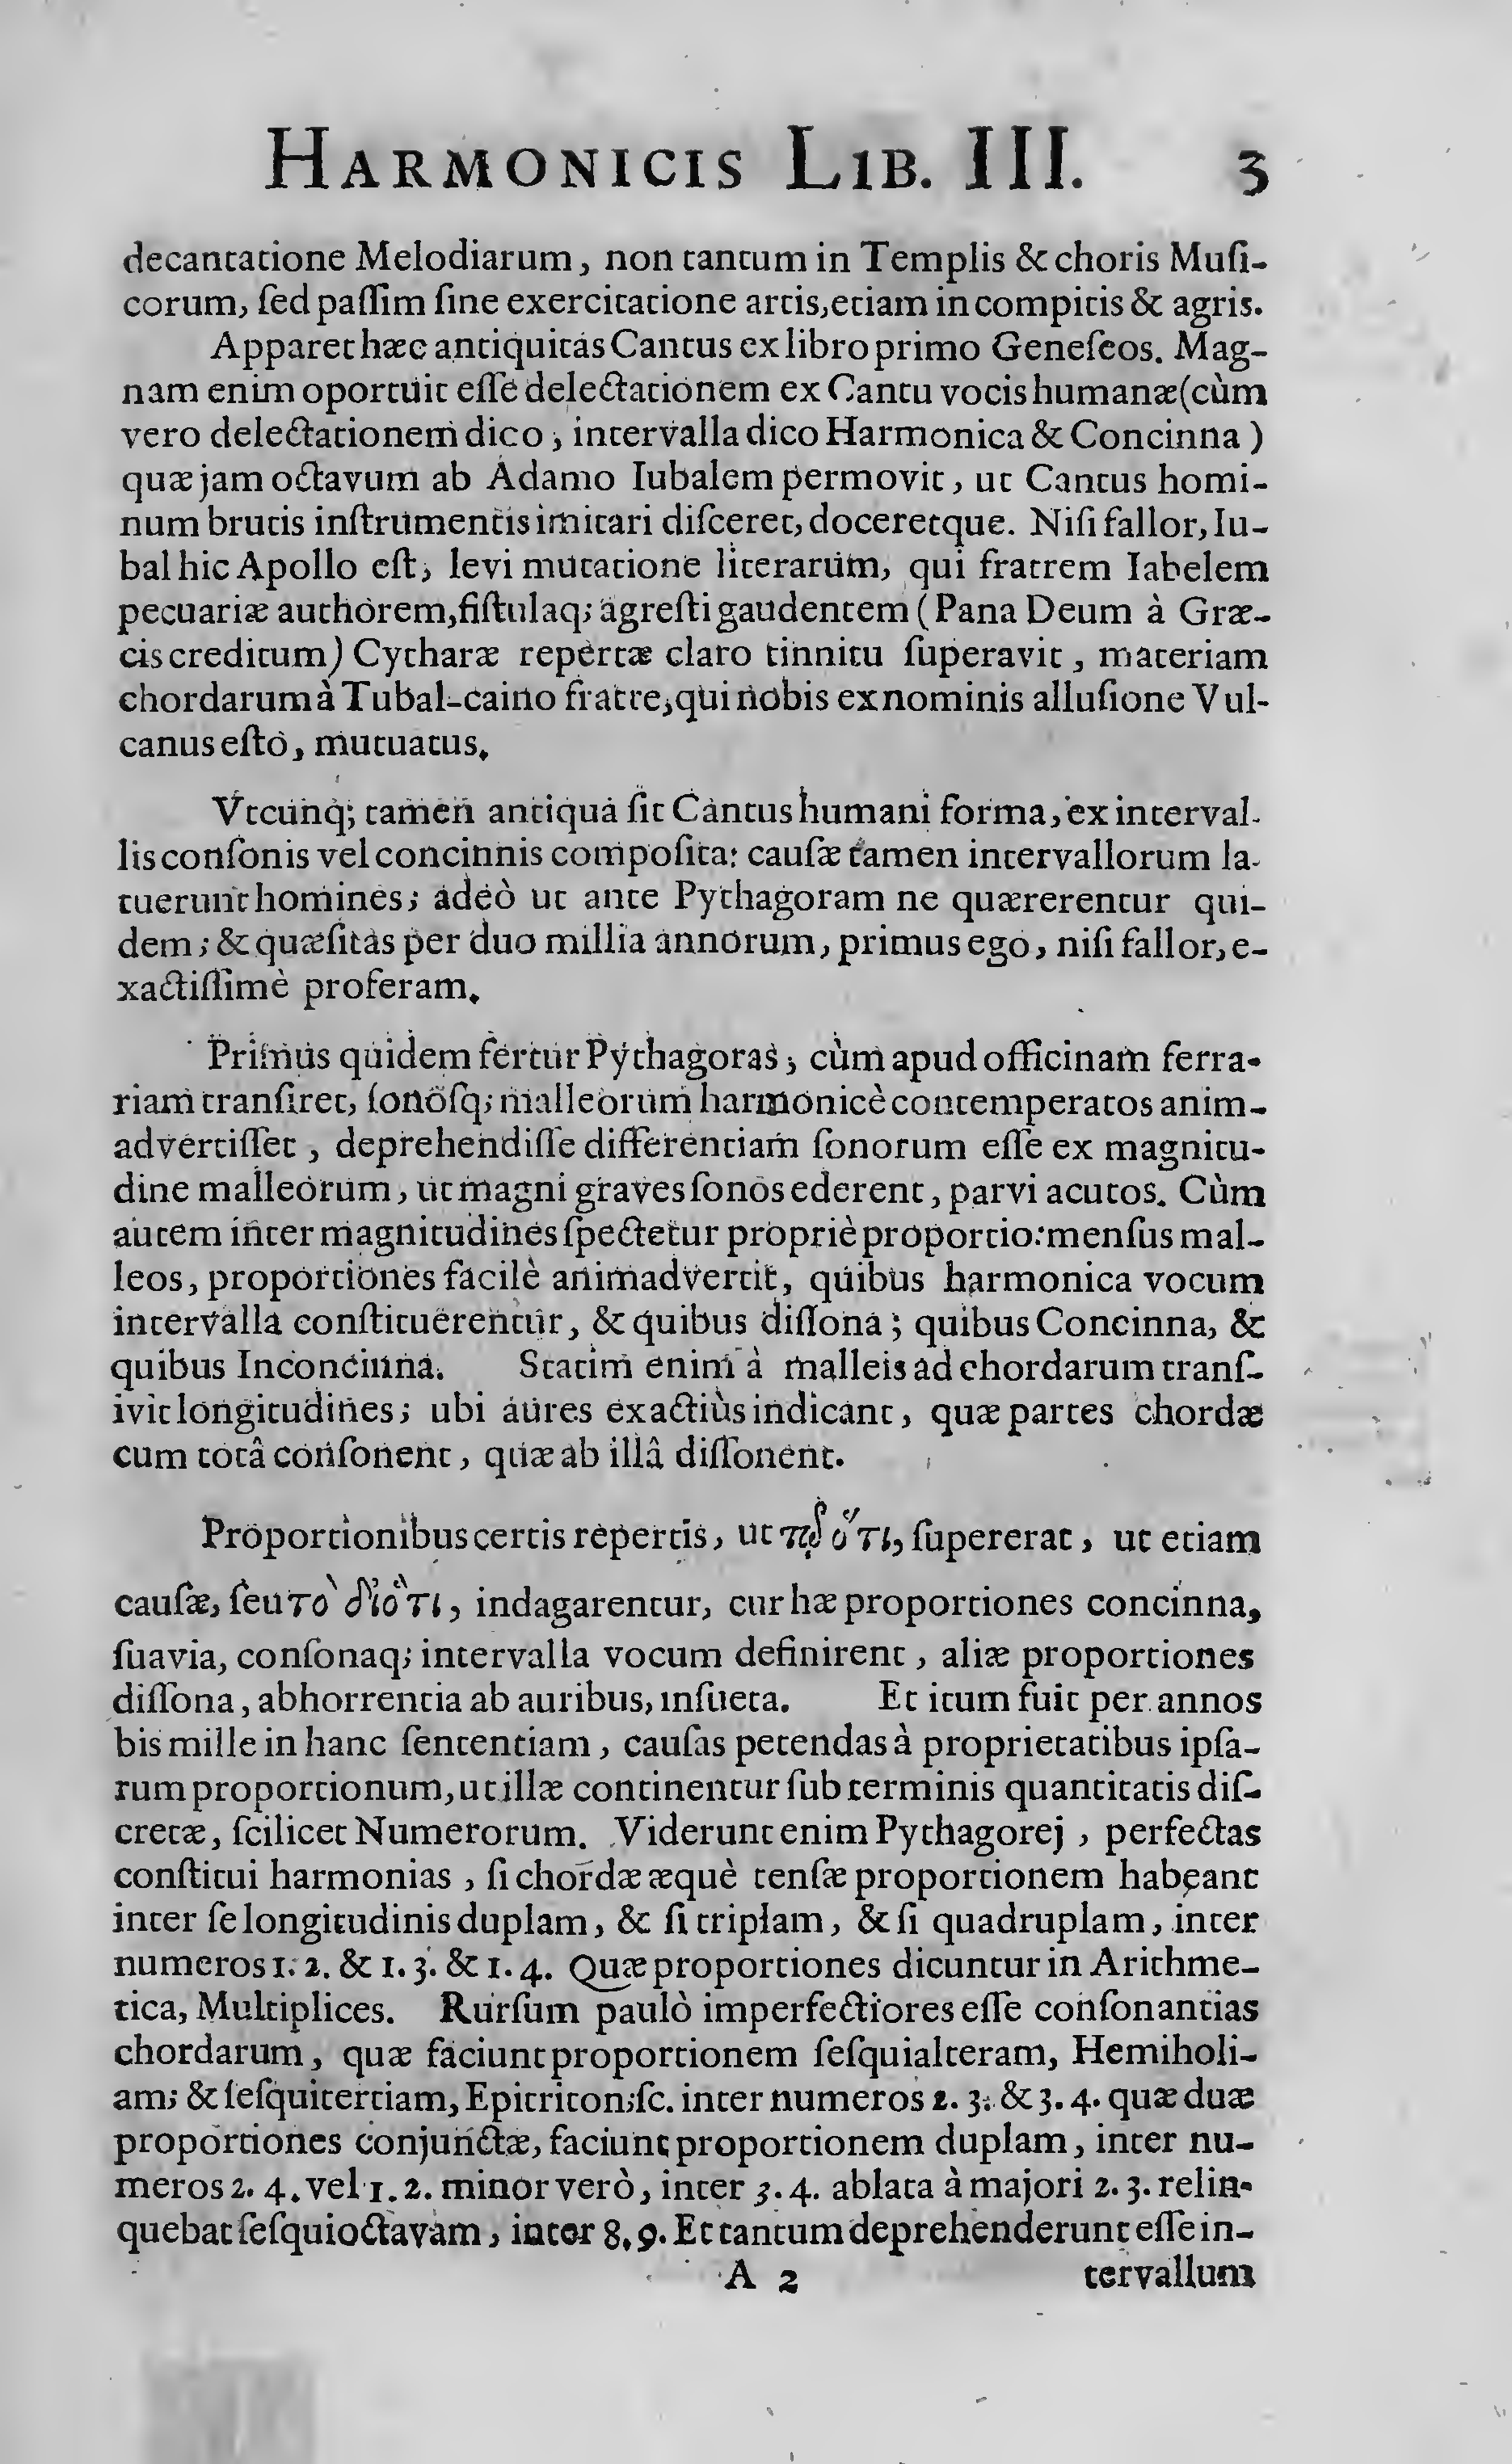 HARMONICIS LIB. III. 3
decantatione Melodiarum, non tantum in Templis & choris Muſi-
corum, ſed paſſim ſine exercitatione artis, etiam in compitis & agris.
Apparet hæc antiquitas Cantus ex libro primo Geneſeos. Mag-
nam enim oportuit eſſe delectationem ex Cantu vocis humanæ (cùm
vero delectationem dico, intervalla dico Harmonica & Concinna)
quæ jam octavum ab Adamo Iubalem permovit, ut Cantus homi-
num brutis inſtrumentis imitari diſceret, doceretque. Niſi fallor, Iu-
bal hic Apollo eſt, levi mutatione literarum, qui fratrem Iabelem
pecuariæ authorem, fiſtulaq; agreſti gaudentem (Pana Deum à Græ-
cis creditum) Cytharæ repertæ claro tinnitu ſuperavit, materiam
chordarum à Tubal-caino fratre, qui nobis ex nominis alluſione Vul-
canus eſto, mutuatus.
Vtcunq; tamen antiqua ſit Cantus humani forma, ex interval-
lis conſonis vel concinnis compoſita: cauſæ tamen intervallorum la-
tuerunt homines; adeò ut ante Pythagoram ne quærerentur qui-
dem; & quæſitas per duo millia annorum, primus ego, niſi fallor, e-
xactiſſimè proferam.
Primus quidem fertur Pythagoras, cùm apud officinam ferra-
riam tranſiret, ſonoſq; malleorum harmonicè contemperatos anim-
advertiſſet, deprehendiſſe differentiam ſonorum eſſe ex magnitu-
dine malleorum, ut magni graves ſonos ederent, parvi acutos. Cùm
autem inter magnitudines ſpectetur propriè proportio: menſus mal-
leos, proportiones facilè animadvertit, quibus harmonica vocum
intervalla conſtituerentur, & quibus diſſona; quibus Concinna, &
quibus Inconcinna. Statim enim à malleis ad chordarum tranſ-
ivit longitudines; ubi aures exactiùs indicant, quæ partes chordæ
cum totâ conſonent, quæ ab illâ diſſonent.
Proportionibus certis repertis, ut ὅτι, ſupererat, ut etiam
cauſæ, ſeu τὸ διότι, indagarentur, cur hæ proportiones concinna,
ſuavia, conſonaq; intervalla vocum definirent, aliæ proportiones
diſſona, abhorrentia ab auribus, inſueta. Et itum fuit per annos
bis mille in hanc ſententiam, cauſas petendas à proprietatibus ipſa-
rum proportionum, ut illæ continentur ſub terminis quantitatis diſ-
cretæ, ſcilicet Numerorum. Viderunt enim Pythagorej, perfectas
conſtitui harmonias, ſi chordæ æquè tenſæ proportionem habeant
inter ſe longitudinis duplam, & ſi triplam, & ſi quadruplam, inter
numeros 1. 2. & 1. 3. & 1. 4. Quæ proportiones dicuntur in Arithme-
tica, Multiplices. Rurſum paulò imperfectiores eſſe conſonantias
chordarum, quæ faciunt proportionem ſeſquialteram, Hemiholi-
am; & ſeſquitertiam, Epitriton; ſc. inter numeros 2. 3. & 3. 4. quæ duæ
proportiones conjunctæ, faciunt proportionem duplam, inter nu-
meros 2. 4. vel 1. 2. minor verò, inter 3. 4. ablata à majori 2. 3. relin-
quebat ſeſquioctavam, inter 8, 9. Et tantum deprehenderunt eſſe in-
A 2 tervallum